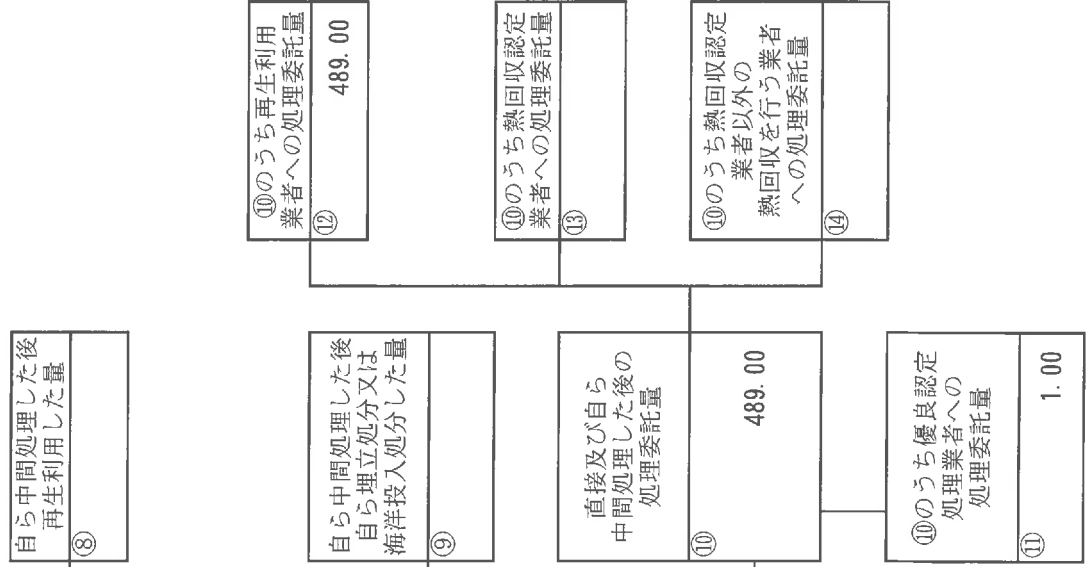 自ら中間処理した後
再生利用した量
⑧
自ら中間処理した後
自ら埋立処分又は
海洋投入処分した量
⑨
直接及び自ら
中間処理した後の
処理委託量
⑩
489.00
⑩のうち優良認定
処理業者への
処理委託量
⑪
1.00
⑩のうち再生利用
業者への処理委託量
⑫
489.00
⑩のうち熱回収認定
業者への処理委託量
⑬
⑩のうち熱回収認定
業者以外の
熱回収を行う業者
への処理委託量
⑭